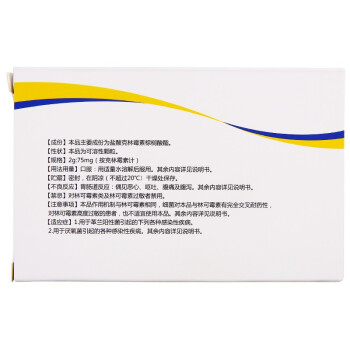 【成份】本品主要成份为盐酸克林霉素棕榈酸酯。
【性状】本品为可溶性颗粒。
【规格】2g:75mg（按克林霉素计）
【用法用量】口服：用适量水溶解后服用。其余内容详见说明书。
【贮藏】密封，在阴凉（不超过20℃）干燥处保存。
【不良反应】胃肠道反应：偶见恶心、呕吐、腹痛及腹泻。其余内容详见说明书。
【禁忌】对林可霉素类及林可霉素过敏者禁用。
【注意事项】本品作用机制与林可霉素相同，细菌对本品与林可霉素有完全交叉耐药性，
对林可霉素高度过敏的患者，也不适宜使用本品。其余内容详见说明书。
【适应症】1.用于革兰阳性菌引起的下列各种感染性疾病。
2.用于厌氧菌引起的各种感染性疾病。其余内容详见说明书